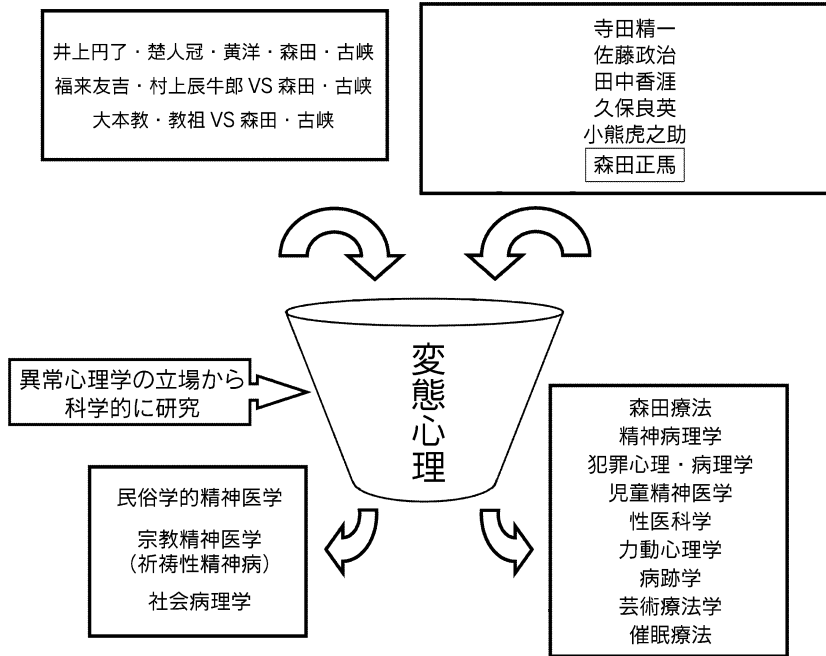 井上円了・楚人冠・黄洋・森田・古峡
福来友吉・村上辰牛郎 VS 森田・古峡
大本教・教祖 VS 森田・古峡
寺田精一
佐藤政治
田中香涯
久保良英
小熊虎之助
森田正馬
変態心理
異常心理学の立場から
科学的に研究
民俗学的精神医学
宗教精神医学
（祈祷性精神病）
社会病理学
森田療法
精神病理学
犯罪心理・病理学
児童精神医学
性医科学
力動心理学
病跡学
芸術療法学
催眠療法